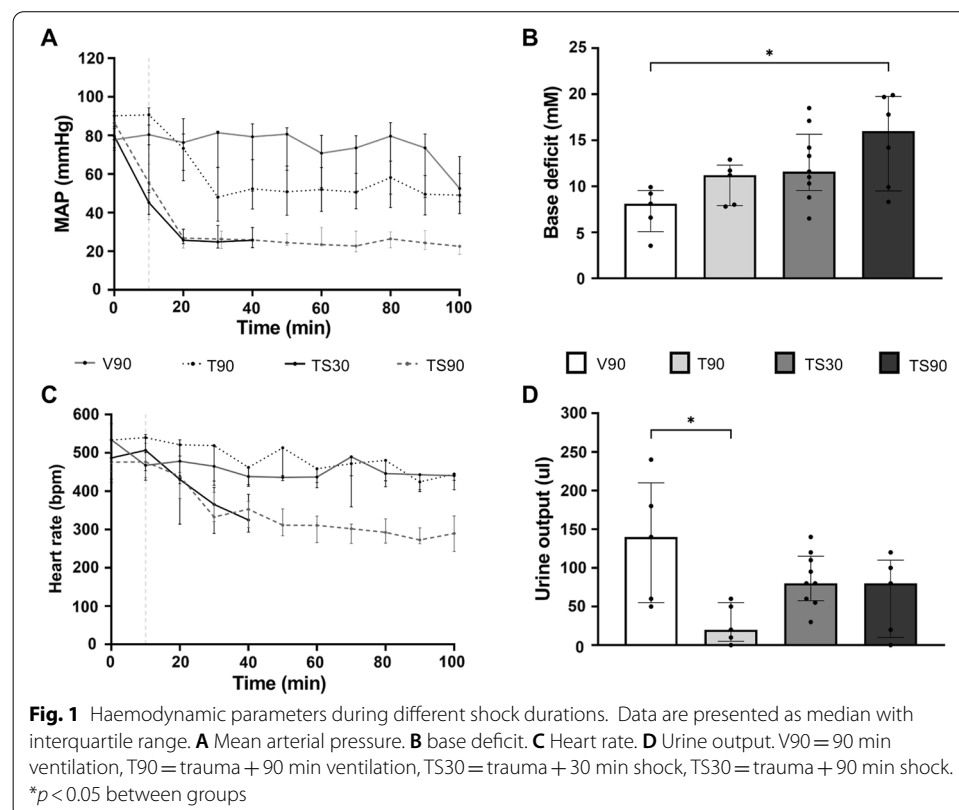 A
B
MAP (mmHg)
120
100
80
60
40
20
0
0 20 40 60 80 100
Time (min)
Base deficit (mM)
25
20
15
10
5
0
*
V90 T90 TS30 TS90
V90 T90 TS30 TS90
C
D
Heart rate (bpm)
600
500
400
300
200
100
0
0 20 40 60 80 100
Time (min)
Urine output (ul)
300
250
200
150
100
50
0
*
Fig. 1 Haemodynamic parameters during different shock durations. Data are presented as median with
interquartile range. A Mean arterial pressure. B base deficit. C Heart rate. D Urine output. V90 = 90 min
ventilation, T90 = trauma + 90 min ventilation, TS30 = trauma + 30 min shock, TS30 = trauma + 90 min shock.
*p < 0.05 between groups